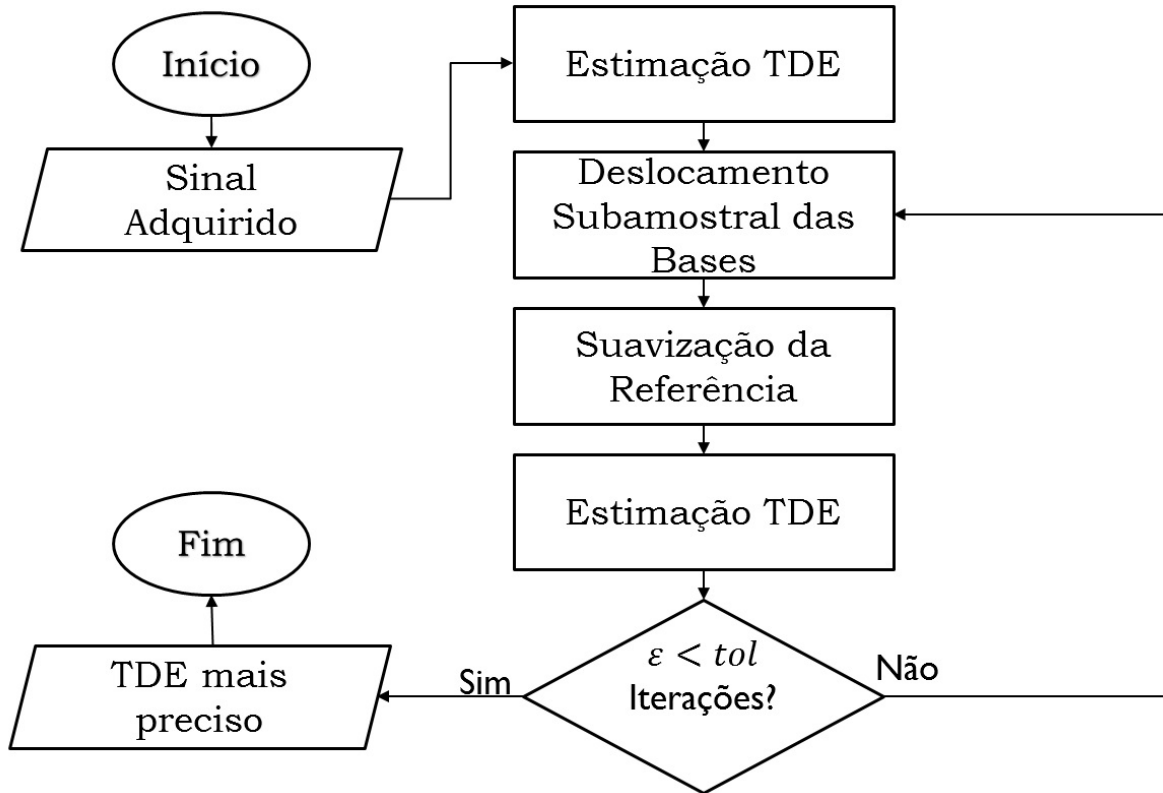 Início
Sinal
Adquirido
Estimação TDE
Deslocamento
Subamostral das
Bases
Suavização da
Referência
Estimação TDE
ε < tol
Iterações?
Sim
Não
TDE mais
preciso
Fim